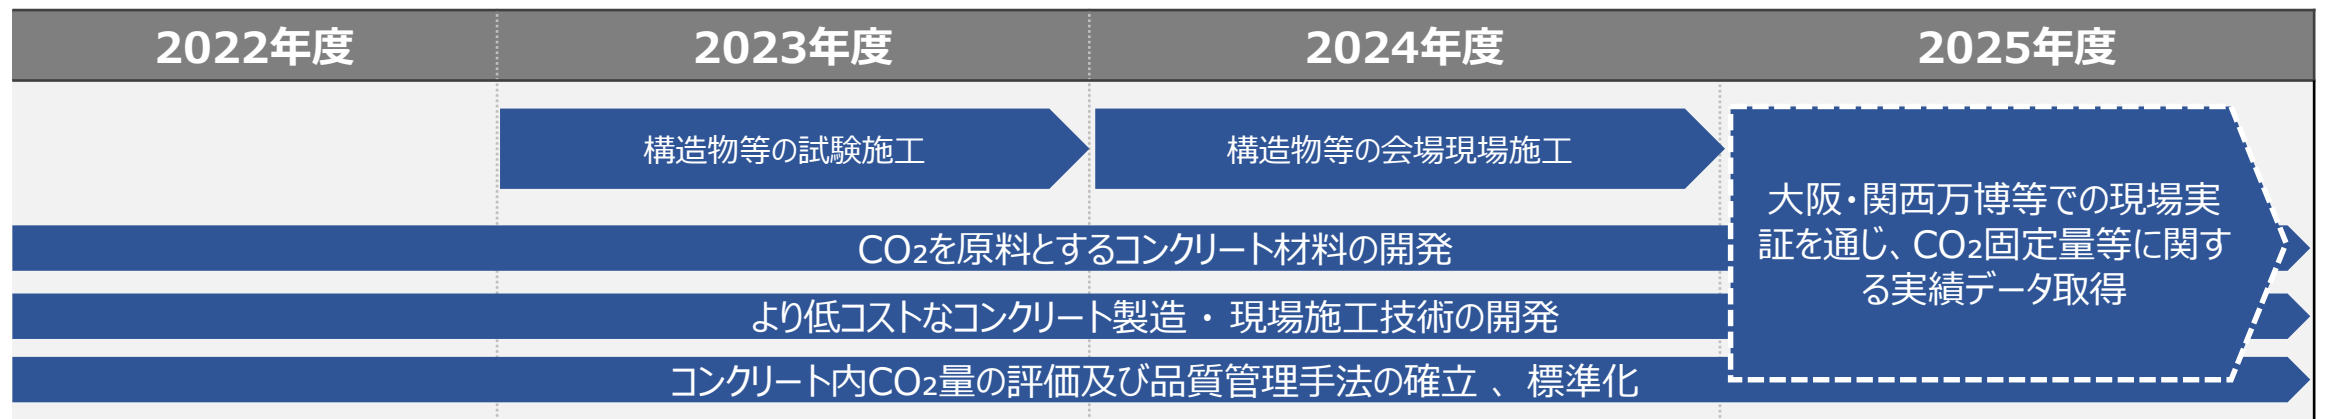 2022年度
2023年度
2024年度
2025年度
構造物等の試験施工
構造物等の会場現場施工
大阪・関西万博等での現場実
証を通じ、CO₂固定量等に関す
る実績データ取得
CO₂を原料とするコンクリート材料の開発
より低コストなコンクリート製造・現場施工技術の開発
コンクリート内CO₂量の評価及び品質管理手法の確立、標準化